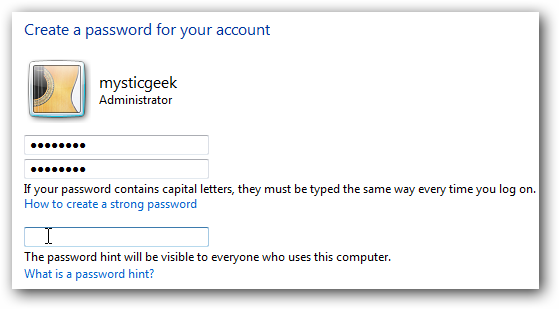 Create a password for your account
mysticgeek
Administrator
●●●●●●●●
●●●●●●●●
If your password contains capital letters, they must be typed the same way every time you log on.
How to create a strong password
The password hint will be visible to everyone who uses this computer.
What is a password hint?